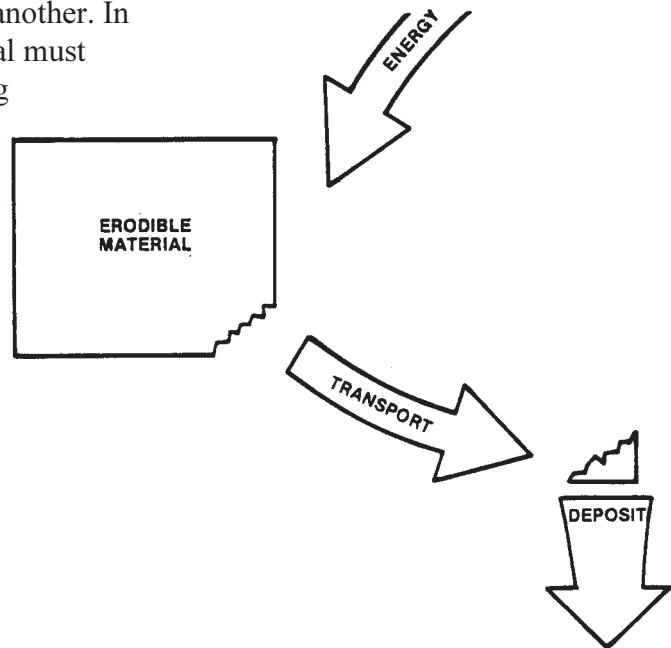 another. In
al must
g
ENERGY
ERODIBLE
MATERIAL
TRANSPORT
DEPOSIT